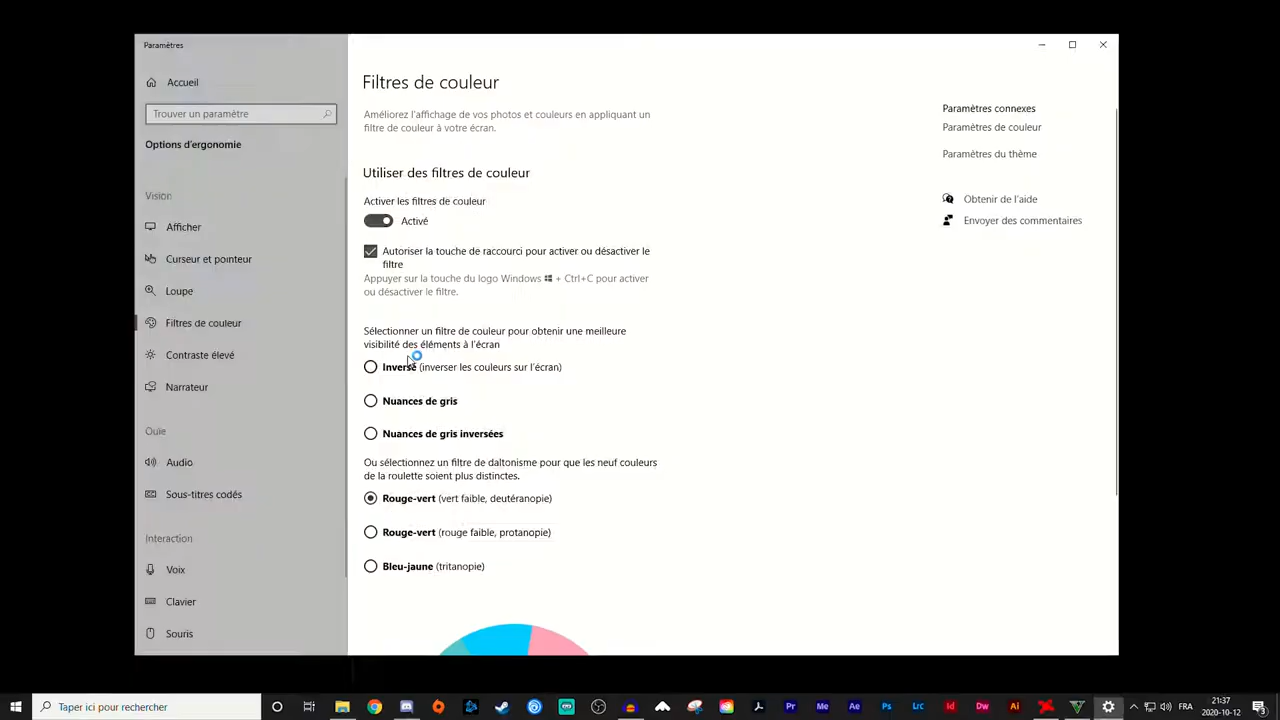 Paramètres
Accueil
Trouver un paramètre
Options d'ergonomie
Vision
Afficher
Curseur et pointeur
Loupe
Filtres de couleur
Contraste élevé
Narrateur
Ouïe
Audio
Sous-titres codés
Interaction
Voix
Clavier
Souris
Filtres de couleur
Améliorez l'affichage de vos photos et couleurs en appliquant un
filtre de couleur à votre écran.
Utiliser des filtres de couleur
Activer les filtres de couleur
Activé
Autoriser la touche de raccourci pour activer ou désactiver le
filtre
Appuyer sur la touche du logo Windows + Ctrl+C pour activer
ou désactiver le filtre.
Sélectionner un filtre de couleur pour obtenir une meilleure
visibilité des éléments à l'écran
Inversé (inverser les couleurs sur l'écran)
Nuances de gris
Nuances de gris inversées
Ou sélectionnez un filtre de daltonisme pour que les neuf couleurs
de la roulette soient plus distinctes.
Rouge-vert (vert faible, deutéranopie)
Rouge-vert (rouge faible, protanopie)
Bleu-jaune (tritanopie)
Paramètres connexes
Paramètres de couleur
Paramètres du thème
Obtenir de l'aide
Envoyer des commentaires
Taper ici pour rechercher
Pr
Me
Ae
Ps
Lrc
Id
Dw
Ai
FRA
21:37
2020-10-12